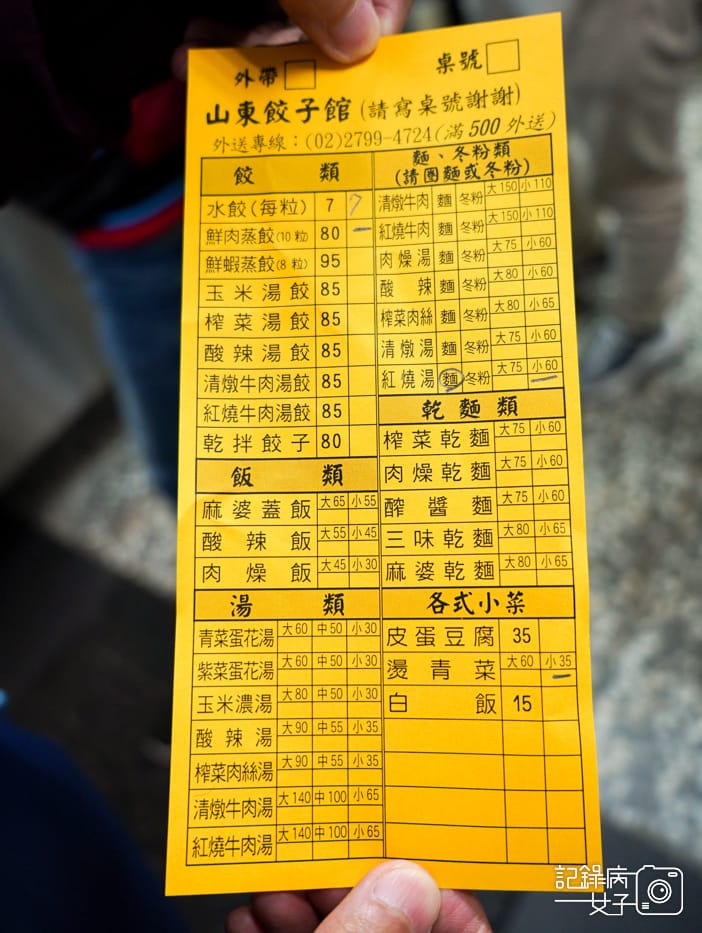 外帶 桌號
山東餃子館(請寫桌號謝謝)
外送專線:(02)2799-4724(滿500外送)
餃 類
水餃(每粒) 7 7
鮮肉蒸餃(10粒) 80
鮮蝦蒸餃(8粒) 95
玉米湯餃 85
榨菜湯餃 85
酸辣湯餃 85
清燉牛肉湯餃 85
紅燒牛肉湯餃 85
乾拌餃子 80
飯 類
麻婆蓋飯 大65 小55
酸辣飯 大55 小45
肉燥飯 大45 小30
湯 類
青菜蛋花湯 大60 中50 小30
紫菜蛋花湯 大60 中50 小30
玉米濃湯 大80 中50 小30
酸辣湯 大90 中55 小35
榨菜肉絲湯 大90 中55 小35
清燉牛肉湯 大140 中100 小65
紅燒牛肉湯 大140 中100 小65
麵、冬粉類
(請圈麵或冬粉)
清燉牛肉 麵 冬粉 大150 小110
紅燒牛肉 麵 冬粉 大150 小110
肉燥湯 麵 冬粉 大75 小60
酸辣 麵 冬粉 大80 小60
榨菜肉絲 麵 冬粉 大80 小65
清燉湯 麵 冬粉 大75 小60
紅燒湯 麵 冬粉 大75 小60
乾麵類
榨菜乾麵 大75 小60
肉燥乾麵 大75 小60
酢醬麵 大75 小60
三味乾麵 大80 小65
麻婆乾麵 大80 小65
各式小菜
皮蛋豆腐 35
燙青菜 大60 小35
白飯 15
記錄病
女子